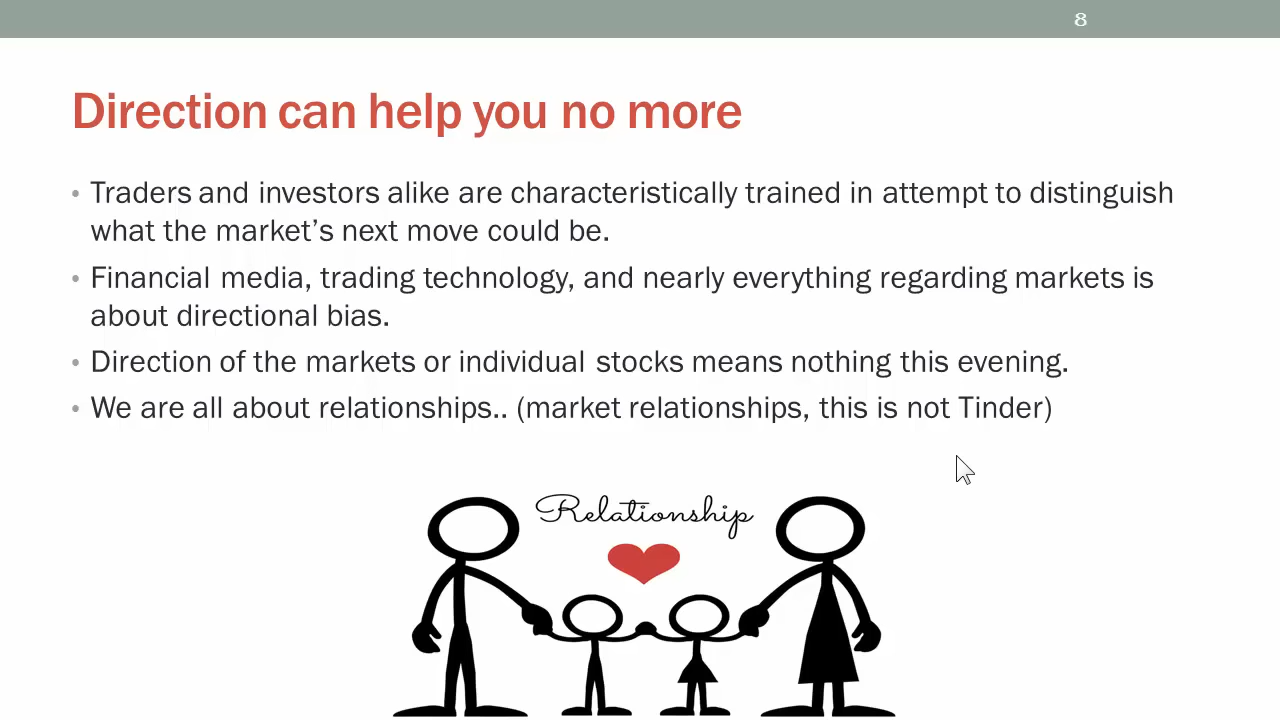 8
Direction can help you no more
• Traders and investors alike are characteristically trained in attempt to distinguish
what the market’s next move could be.
• Financial media, trading technology, and nearly everything regarding markets is
about directional bias.
• Direction of the markets or individual stocks means nothing this evening.
• We are all about relationships.. (market relationships, this is not Tinder)
Relationship